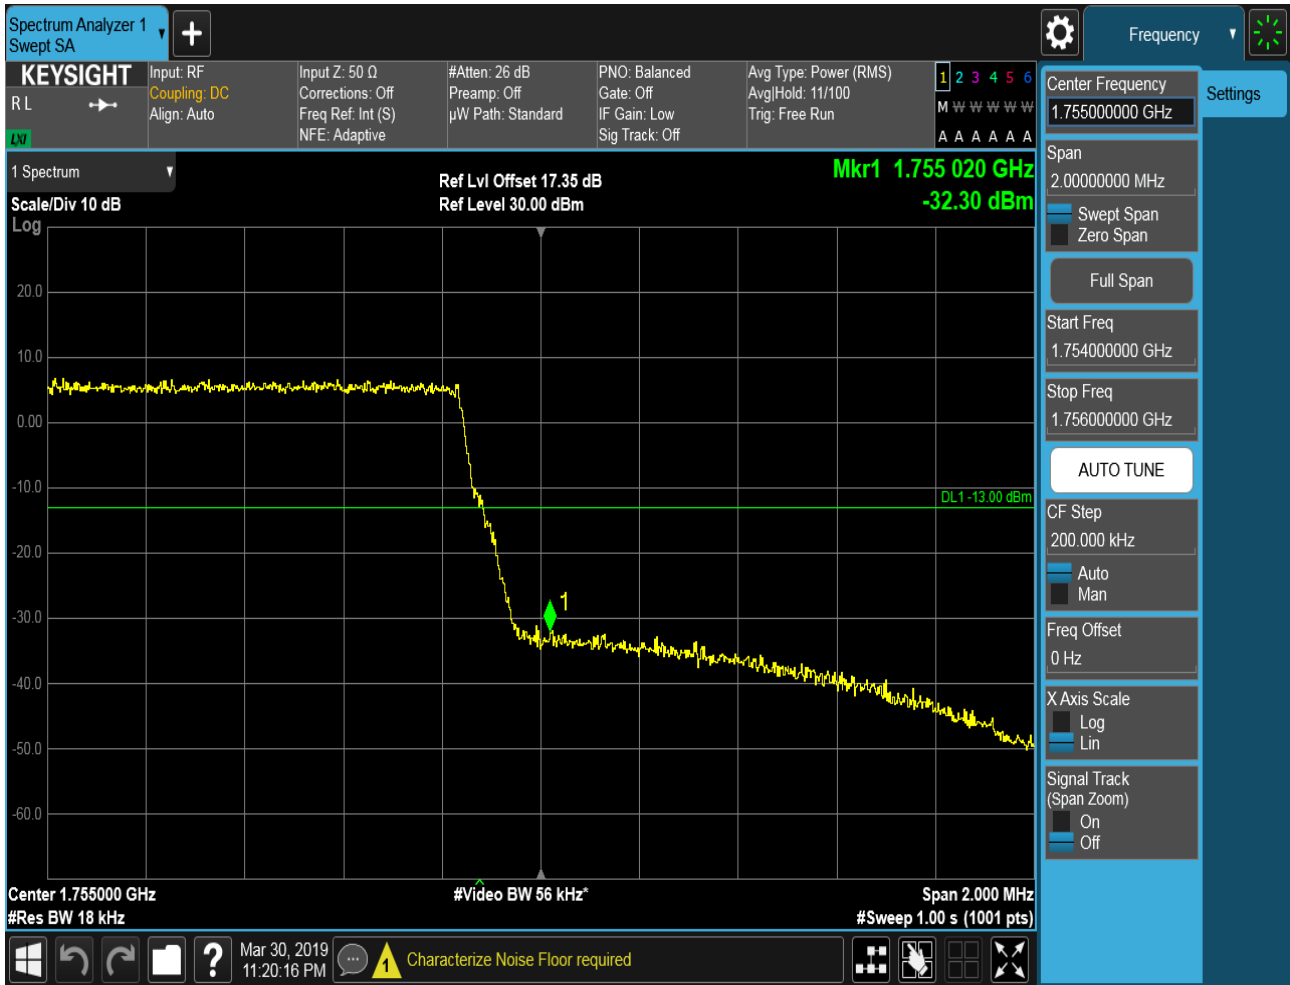 Spectrum Analyzer 1
Swept SA
Frequency
KEYSIGHT
R L
LXI
Input: RF
Coupling: DC
Align: Auto
Input Z: 50 Ω
Corrections: Off
Freq Ref: Int (S)
NFE: Adaptive
#Atten: 26 dB
Preamp: Off
µW Path: Standard
PNO: Balanced
Gate: Off
IF Gain: Low
Sig Track: Off
Avg Type: Power (RMS)
Avg|Hold: 11/100
Trig: Free Run
1 2 3 4 5 6
M W W W W W
A A A A A A
1 Spectrum
Scale/Div 10 dB
Log
Ref Lvl Offset 17.35 dB
Ref Level 30.00 dBm
Mkr1 1.755 020 GHz
-32.30 dBm
20.0
10.0
0.00
-10.0
-20.0
-30.0
-40.0
-50.0
-60.0
DL1 -13.00 dBm
1
Center 1.755000 GHz
#Res BW 18 kHz
#Video BW 56 kHz*
Span 2.000 MHz
#Sweep 1.00 s (1001 pts)
?
Mar 30, 2019
11:20:16 PM
1
Characterize Noise Floor required
Center Frequency
1.755000000 GHz
Settings
Span
2.00000000 MHz
Swept Span
Zero Span
Full Span
Start Freq
1.754000000 GHz
Stop Freq
1.756000000 GHz
AUTO TUNE
CF Step
200.000 kHz
Auto
Man
Freq Offset
0 Hz
X Axis Scale
Log
Lin
Signal Track
(Span Zoom)
On
Off